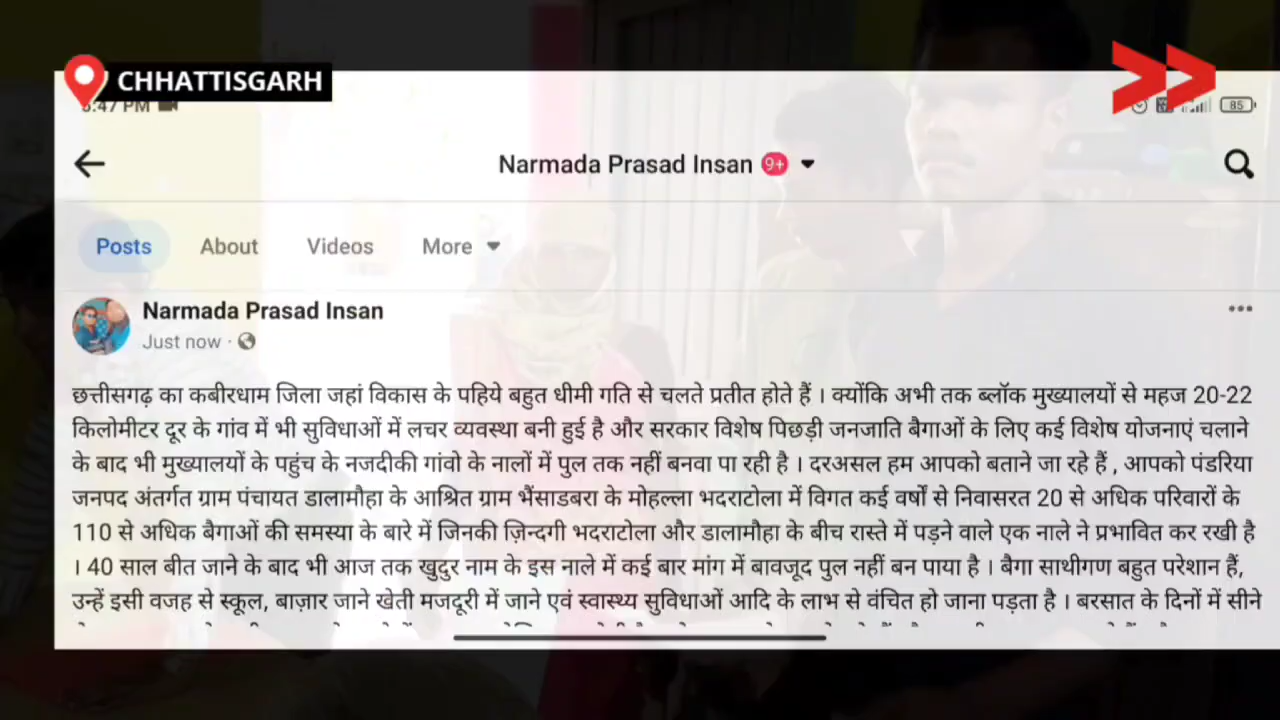 CHHATTISGARH
5:47 PM
85
Narmada Prasad Insan 9+
Posts About Videos More
Narmada Prasad Insan
Just now ·
छत्तीसगढ़ का कबीरधाम जिला जहां विकास के पहिये बहुत धीमी गति से चलते प्रतीत होते हैं । क्योंकि अभी तक ब्लॉक मुख्यालयों से महज 20-22
किलोमीटर दूर के गांव में भी सुविधाओं में लचर व्यवस्था बनी हुई है और सरकार विशेष पिछड़ी जनजाति बैगाओं के लिए कई विशेष योजनाएं चलाने
के बाद भी मुख्यालयों के पहुंच के नजदीकी गांवो के नालों में पुल तक नहीं बनवा पा रही है । दरअसल हम आपको बताने जा रहे हैं , आपको पंडरिया
जनपद अंतर्गत ग्राम पंचायत डालामौहा के आश्रित ग्राम भैंसाडबरा के मोहल्ला भदराटोला में विगत कई वर्षों से निवासरत 20 से अधिक परिवारों के
110 से अधिक बैगाओं की समस्या के बारे में जिनकी ज़िन्दगी भदराटोला और डालामौहा के बीच रास्ते में पड़ने वाले एक नाले ने प्रभावित कर रखी है
। 40 साल बीत जाने के बाद भी आज तक खुदुर नाम के इस नाले में कई बार मांग में बावजूद पुल नहीं बन पाया है । बैगा साथीगण बहुत परेशान हैं,
उन्हें इसी वजह से स्कूल, बाज़ार जाने खेती मजदूरी में जाने एवं स्वास्थ्य सुविधाओं आदि के लाभ से वंचित हो जाना पड़ता है । बरसात के दिनों में सीने